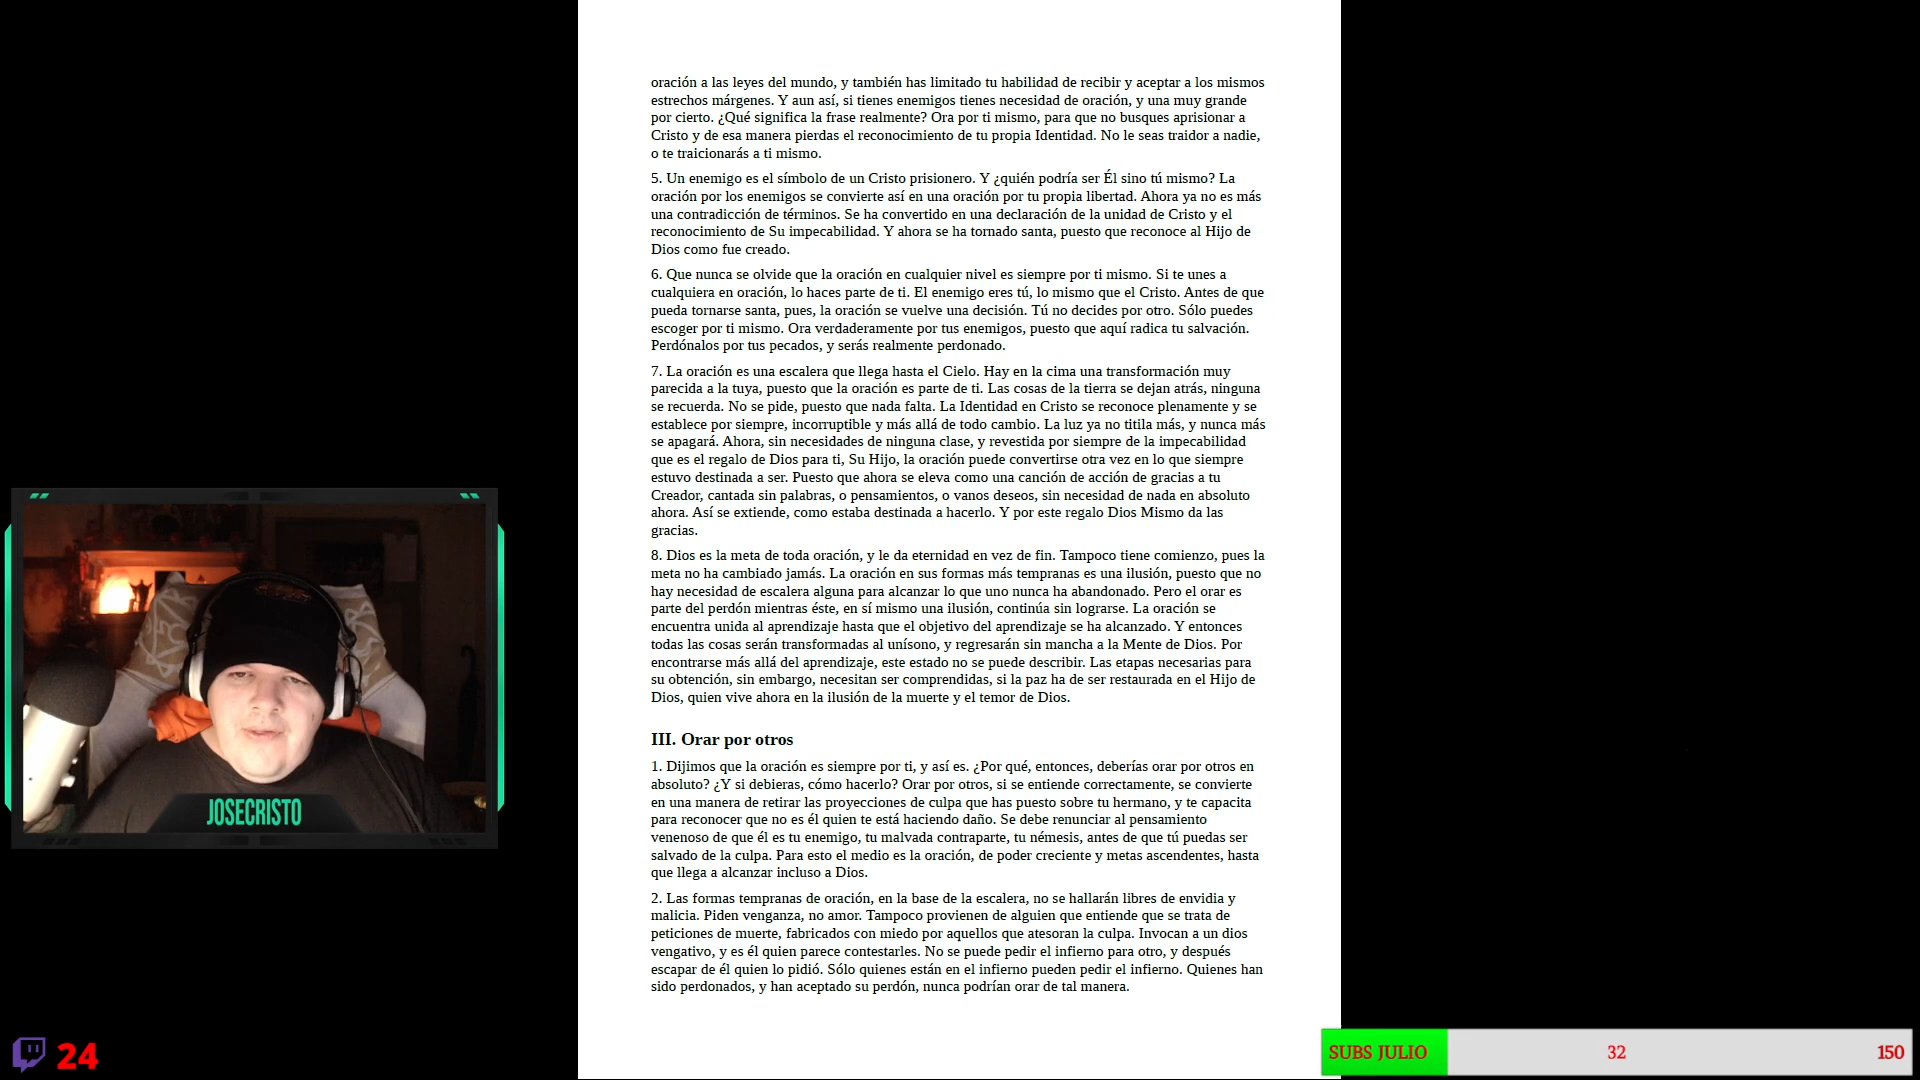 oración a las leyes del mundo, y también has limitado tu habilidad de recibir y aceptar a los mismos
estrechos márgenes. Y aun así, si tienes enemigos tienes necesidad de oración, y una muy grande
por cierto. ¿Qué significa la frase realmente? Ora por ti mismo, para que no busques aprisionar a
Cristo y de esa manera pierdas el reconocimiento de tu propia Identidad. No le seas traidor a nadie,
o te traicionarás a ti mismo.
5. Un enemigo es el símbolo de un Cristo prisionero. Y ¿quién podría ser Él sino tú mismo? La
oración por los enemigos se convierte así en una oración por tu propia libertad. Ahora ya no es más
una contradicción de términos. Se ha convertido en una declaración de la unidad de Cristo y el
reconocimiento de Su impecabilidad. Y ahora se ha tornado santa, puesto que reconoce al Hijo de
Dios como fue creado.
6. Que nunca se olvide que la oración en cualquier nivel es siempre por ti mismo. Si te unes a
cualquiera en oración, lo haces parte de ti. El enemigo eres tú, lo mismo que el Cristo. Antes de que
pueda tornarse santa, pues, la oración se vuelve una decisión. Tú no decides por otro. Sólo puedes
escoger por ti mismo. Ora verdaderamente por tus enemigos, puesto que aquí radica tu salvación.
Perdónalos por tus pecados, y serás realmente perdonado.
7. La oración es una escalera que llega hasta el Cielo. Hay en la cima una transformación muy
parecida a la tuya, puesto que la oración es parte de ti. Las cosas de la tierra se dejan atrás, ninguna
se recuerda. No se pide, puesto que nada falta. La Identidad en Cristo se reconoce plenamente y se
establece por siempre, incorruptible y más allá de todo cambio. La luz ya no titila más, y nunca más
se apagará. Ahora, sin necesidades de ninguna clase, y revestida por siempre de la impecabilidad
que es el regalo de Dios para ti, Su Hijo, la oración puede convertirse otra vez en lo que siempre
estuvo destinada a ser. Puesto que ahora se eleva como una canción de acción de gracias a tu
Creador, cantada sin palabras, o pensamientos, o vanos deseos, sin necesidad de nada en absoluto
ahora. Así se extiende, como estaba destinada a hacerlo. Y por este regalo Dios Mismo da las
gracias.
8. Dios es la meta de toda oración, y le da eternidad en vez de fin. Tampoco tiene comienzo, pues la
meta no ha cambiado jamás. La oración en sus formas más tempranas es una ilusión, puesto que no
hay necesidad de escalera alguna para alcanzar lo que uno nunca ha abandonado. Pero el orar es
parte del perdón mientras éste, en sí mismo una ilusión, continúa sin lograrse. La oración se
encuentra unida al aprendizaje hasta que el objetivo del aprendizaje se ha alcanzado. Y entonces
todas las cosas serán transformadas al unísono, y regresarán sin mancha a la Mente de Dios. Por
encontrarse más allá del aprendizaje, este estado no se puede describir. Las etapas necesarias para
su obtención, sin embargo, necesitan ser comprendidas, si la paz ha de ser restaurada en el Hijo de
Dios, quien vive ahora en la ilusión de la muerte y el temor de Dios.
III. Orar por otros
1. Dijimos que la oración es siempre por ti, y así es. ¿Por qué, entonces, deberías orar por otros en
absoluto? ¿Y si debieras, cómo hacerlo? Orar por otros, si se entiende correctamente, se convierte
en una manera de retirar las proyecciones de culpa que has puesto sobre tu hermano, y te capacita
para reconocer que no es él quien te está haciendo daño. Se debe renunciar al pensamiento
venenoso de que él es tu enemigo, tu malvada contraparte, tu némesis, antes de que tú puedas ser
salvado de la culpa. Para esto el medio es la oración, de poder creciente y metas ascendentes, hasta
que llega a alcanzar incluso a Dios.
2. Las formas tempranas de oración, en la base de la escalera, no se hallarán libres de envidia y
malicia. Piden venganza, no amor. Tampoco provienen de alguien que entiende que se trata de
peticiones de muerte, fabricados con miedo por aquellos que atesoran la culpa. Invocan a un dios
vengativo, y es él quien parece contestarles. No se puede pedir el infierno para otro, y después
escapar de él quien lo pidió. Sólo quienes están en el infierno pueden pedir el infierno. Quienes han
sido perdonados, y han aceptado su perdón, nunca podrían orar de tal manera.
JOSECRISTO
24
SUBS JULIO 32 150